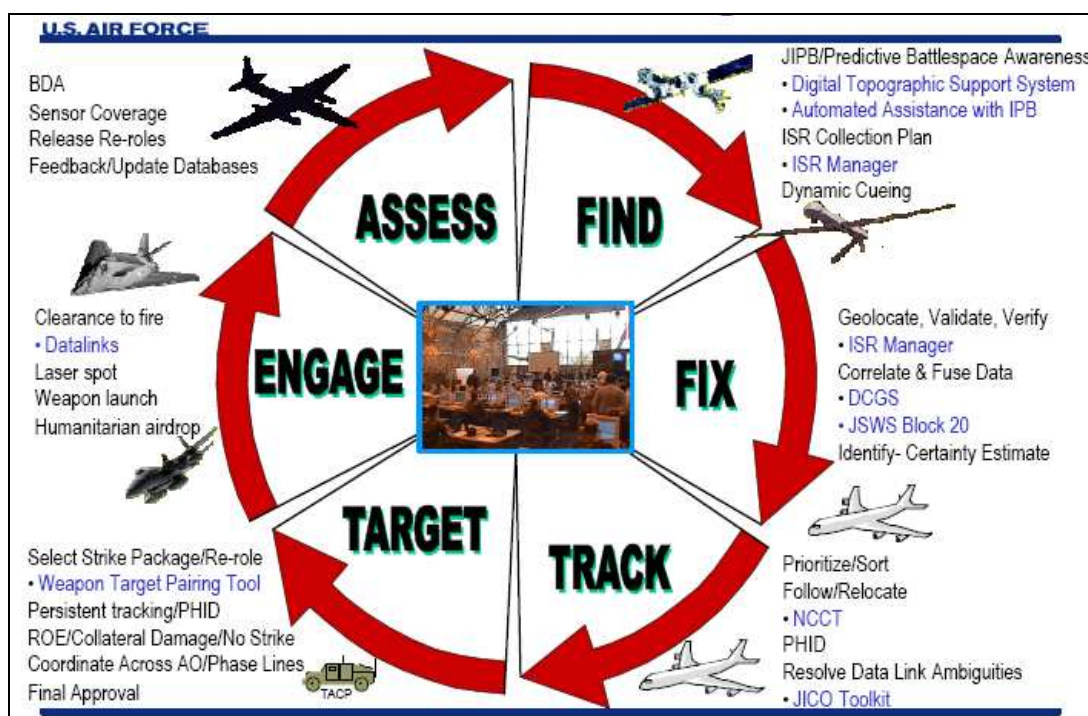 U.S. AIR FORCE
BDA
Sensor Coverage
Release Re-roles
Feedback/Update Databases
JIPB/Predictive Battlespace Awareness
• Digital Topographic Support System
• Automated Assistance with IPB
ISR Collection Plan
• ISR Manager
Dynamic Cueing
ASSESS
FIND
Clearance to fire
• Datalinks
Laser spot
Weapon launch
Humanitarian airdrop
ENGAGE
FIX
Geolocate, Validate, Verify
• ISR Manager
Correlate & Fuse Data
• DCGS
• JSWS Block 20
Identify- Certainty Estimate
TARGET
TRACK
Select Strike Package/Re-role
• Weapon Target Pairing Tool
Persistent tracking/PHID
ROE/Collateral Damage/No Strike
Coordinate Across AO/Phase Lines
Final Approval
TACP
Prioritize/Sort
Follow/Relocate
• NCCT
PHID
Resolve Data Link Ambiguities
• JICO Toolkit